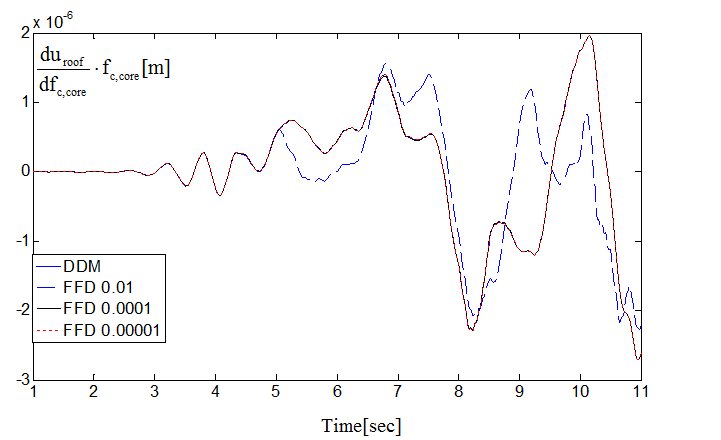 2 x 10⁻⁶
du_roof
df_c,core · f_c,core [m]
1
0
-1
-2
-3
DDM
FFD 0.01
FFD 0.0001
FFD 0.00001
1 2 3 4 5 6 7 8 9 10 11
Time[sec]